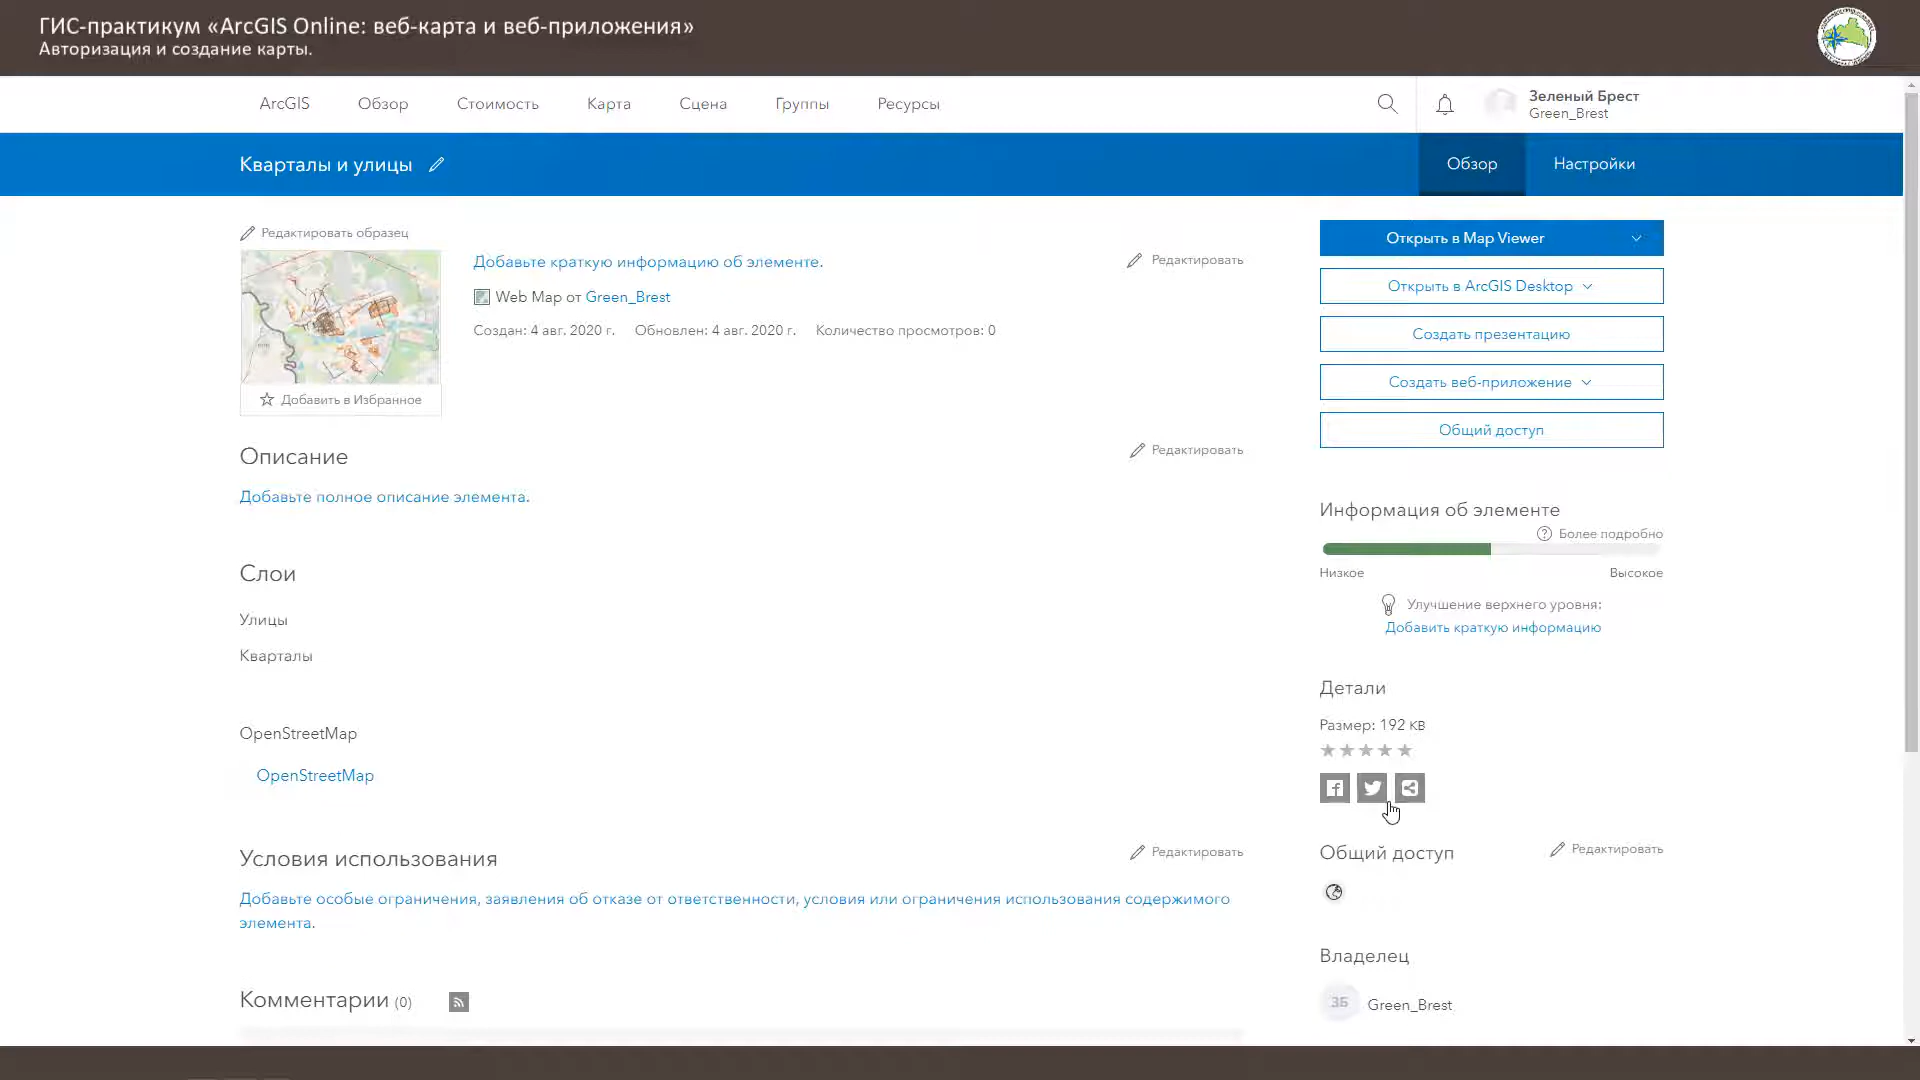 ГИС-практикум «ArcGIS Online: веб-карта и веб-приложения»
Авторизация и создание карты.
ArcGIS
Обзор
Стоимость
Карта
Сцена
Группы
Ресурсы
Зеленый Брест
Green_Brest
Кварталы и улицы
Обзор
Настройки
Редактировать образец
Добавить в Избранное
Добавьте краткую информацию об элементе.
Редактировать
Web Map от Green_Brest
Создан: 4 авг. 2020 г. Обновлен: 4 авг. 2020 г. Количество просмотров: 0
Описание
Редактировать
Добавьте полное описание элемента.
Слои
Улицы
Кварталы
OpenStreetMap
OpenStreetMap
Условия использования
Редактировать
Добавьте особые ограничения, заявления об отказе от ответственности, условия или ограничения использования содержимого
элемента.
Комментарии (0)
Открыть в Map Viewer
Открыть в ArcGIS Desktop
Создать презентацию
Создать веб-приложение
Общий доступ
Информация об элементе
Более подробно
Низкое
Высокое
Улучшение верхнего уровня:
Добавить краткую информацию
Детали
Размер: 192 KB
Общий доступ
Редактировать
Владелец
ЗБ
Green_Brest